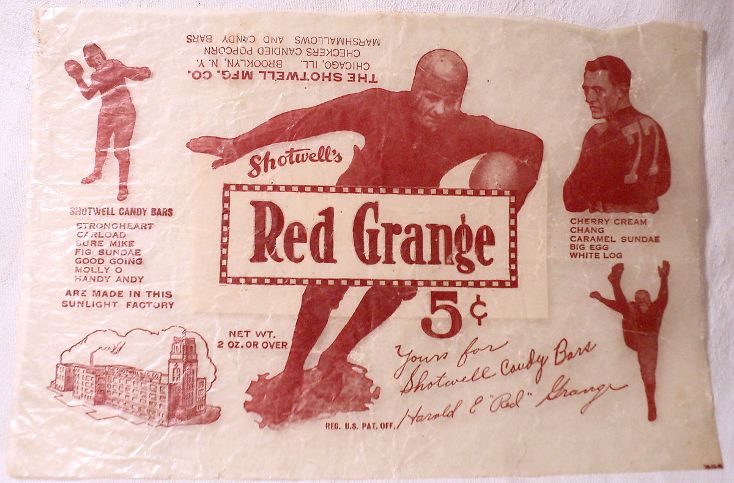 THE SHOTWELL MFG. CO.
CHICAGO, ILL. BROOKLYN, N. Y.
CHECKERS CANDIED POPCORN
MARSHMALLOWS AND CANDY BARS
Shotwell's
Red Grange
5¢
SHOTWELL CANDY BARS
STRONGHEART
CARLOAD
SURE MIKE
FIG SUNDAE
GOOD GOING
MOLLY O
HANDY ANDY
ARE MADE IN THIS
SUNLIGHT FACTORY
CHERRY CREAM
CHANG
CARAMEL SUNDAE
BIG EGG
WHITE LOG
NET WT.
2 OZ. OR OVER
Yours for
Shotwell Candy Bars
Harold E "Red" Grange
REG. U.S. PAT. OFF.